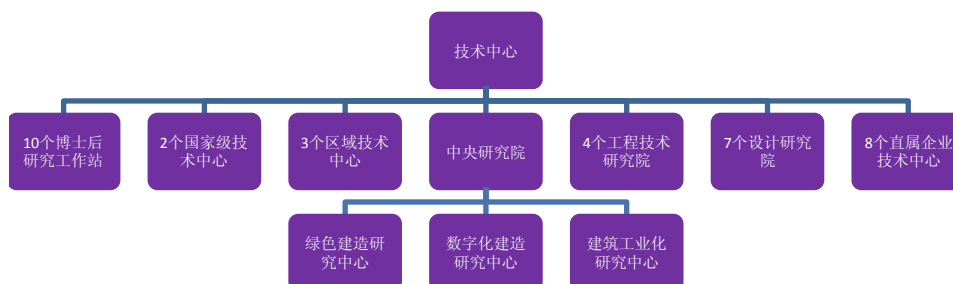 技术中心
10个博士后
研究工作站
2个国家级技
术中心
3个区域技术
中心
中央研究院
4个工程技术
研究院
7个设计研究
院
8个直属企业
技术中心
绿色建造研
究中心
数字化建造
研究中心
建筑工业化
研究中心